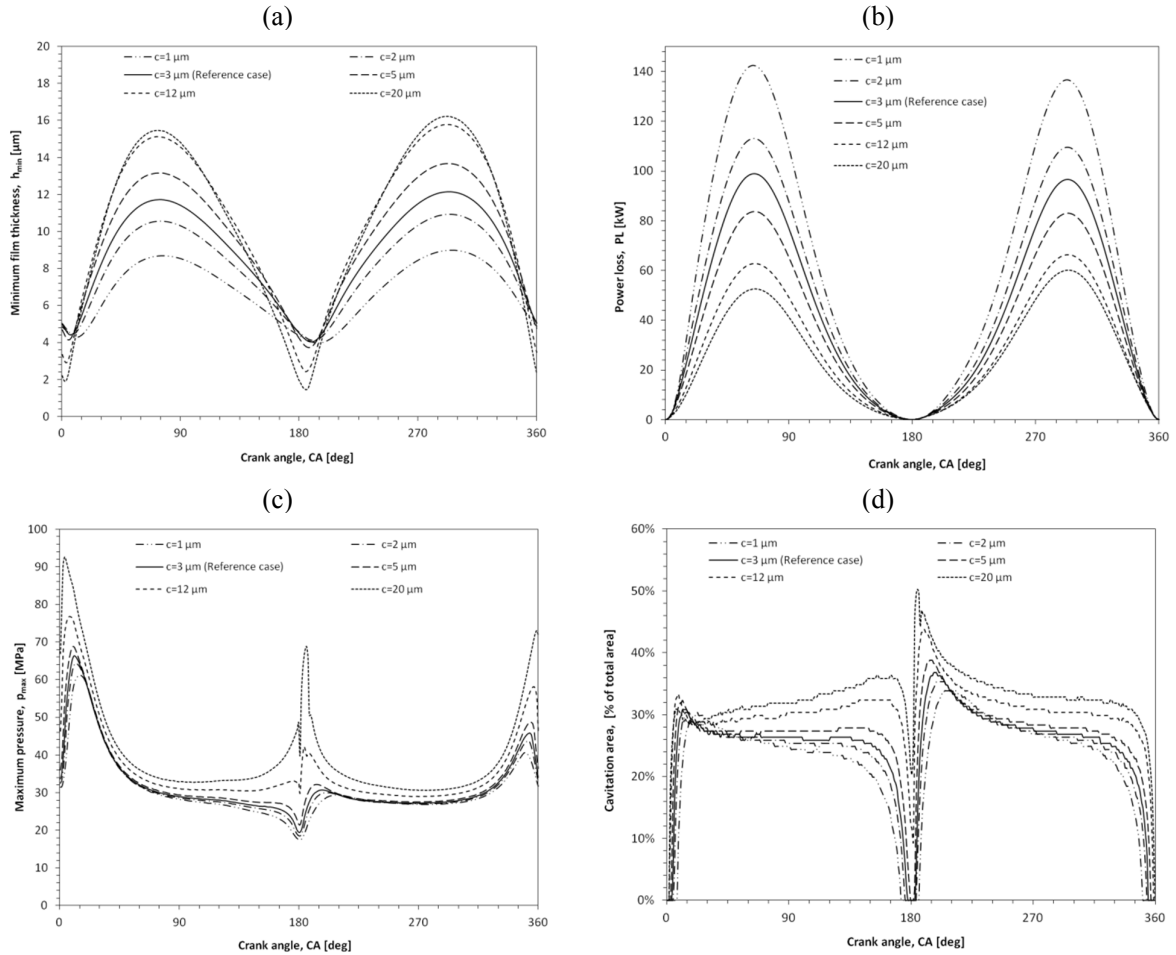 (a)
c=1 μm
c=2 μm
c=3 μm (Reference case)
c=5 μm
c=12 μm
c=20 μm
Minimum film thickness, hmin [μm]
20
18
16
14
12
10
8
6
4
2
0
0
90
180
270
360
Crank angle, CA [deg]
(b)
c=1 μm
c=2 μm
c=3 μm (Reference case)
c=5 μm
c=12 μm
c=20 μm
Power loss, PL [kW]
140
120
100
80
60
40
20
0
0
90
180
270
360
Crank angle, CA [deg]
(c)
c=1 μm
c=2 μm
c=3 μm (Reference case)
c=5 μm
c=12 μm
c=20 μm
Maximum pressure, pmax [MPa]
100
90
80
70
60
50
40
30
20
10
0
0
90
180
270
360
Crank angle, CA [deg]
(d)
c=1 μm
c=2 μm
c=3 μm (Reference case)
c=5 μm
c=12 μm
c=20 μm
Cavitation area, [% of total area]
60%
50%
40%
30%
20%
10%
0%
0
90
180
270
360
Crank angle, CA [deg]